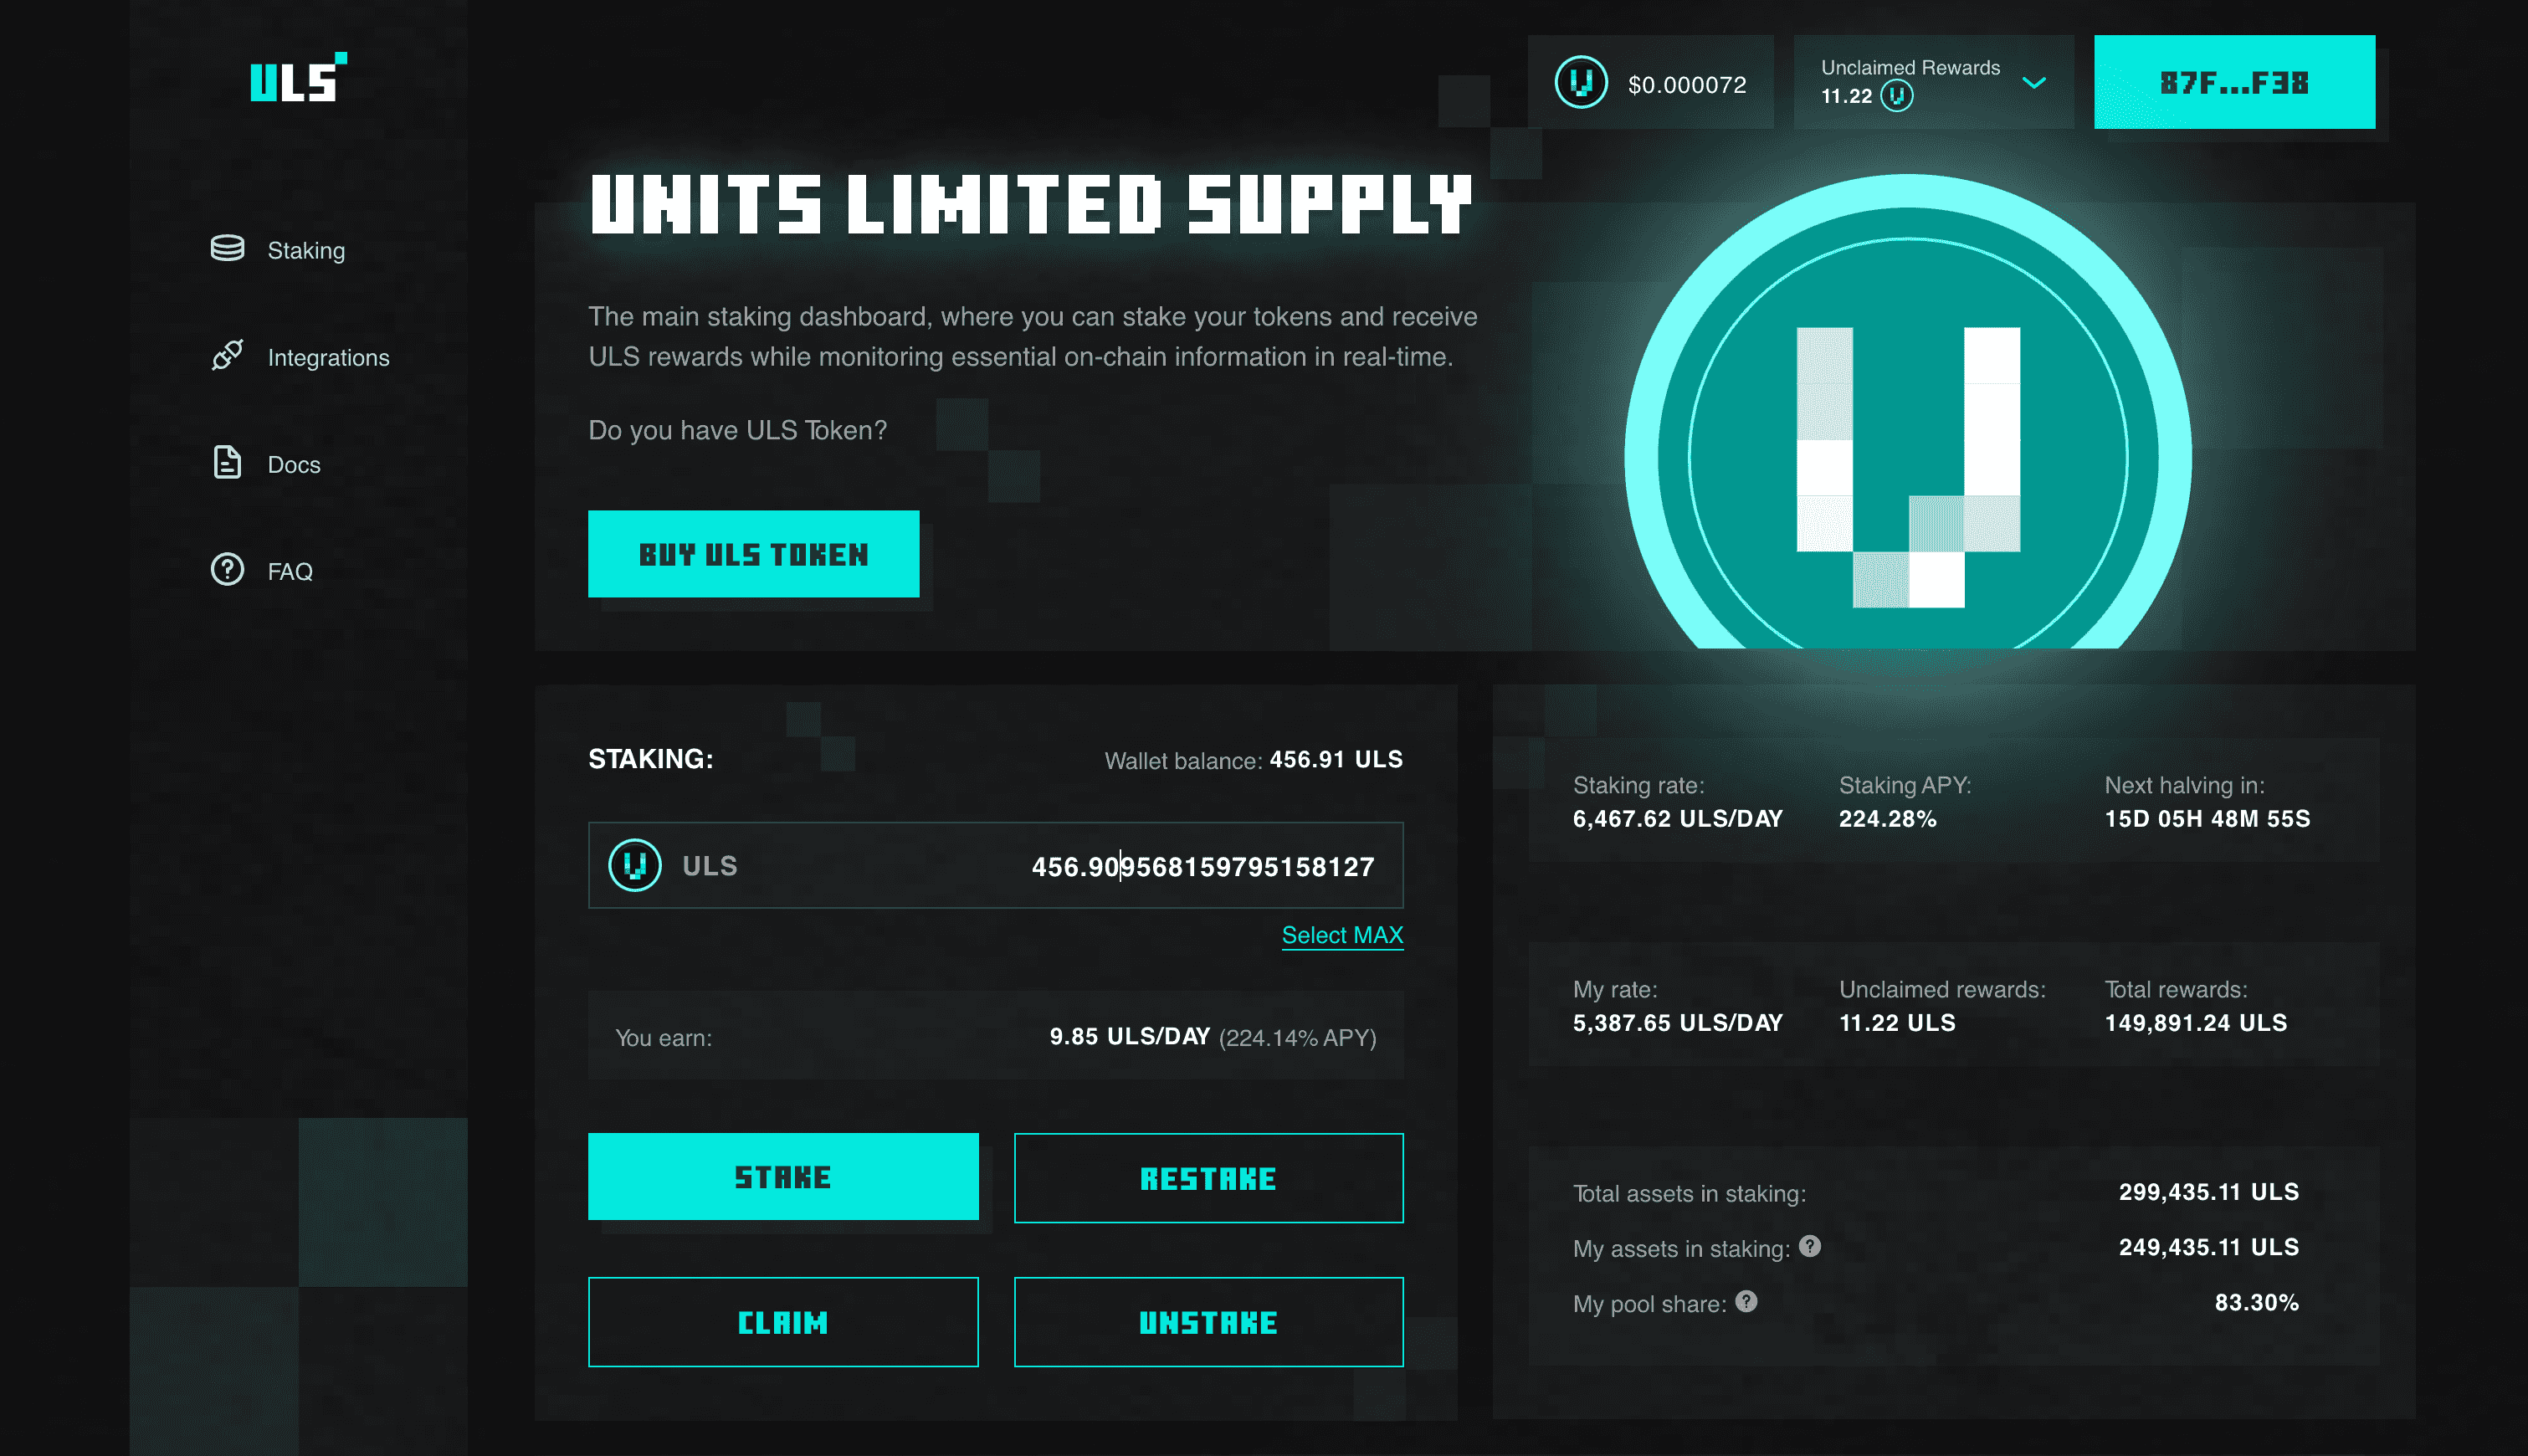 ULS
$0.000072
Unclaimed Rewards
11.22
87F...F38
Staking
Integrations
Docs
FAQ
UNITS LIMITED SUPPLY
The main staking dashboard, where you can stake your tokens and receive
ULS rewards while monitoring essential on-chain information in real-time.
Do you have ULS Token?
BUY ULS TOKEN
STAKING:
Wallet balance: 456.91 ULS
ULS
456.909568159795158127
Select MAX
You earn:
9.85 ULS/DAY (224.14% APY)
STAKE
RESTAKE
CLAIM
UNSTAKE
Staking rate:
6,467.62 ULS/DAY
Staking APY:
224.28%
Next halving in:
15D 05H 48M 55S
My rate:
5,387.65 ULS/DAY
Unclaimed rewards:
11.22 ULS
Total rewards:
149,891.24 ULS
Total assets in staking:
299,435.11 ULS
My assets in staking: ?
249,435.11 ULS
My pool share: ?
83.30%